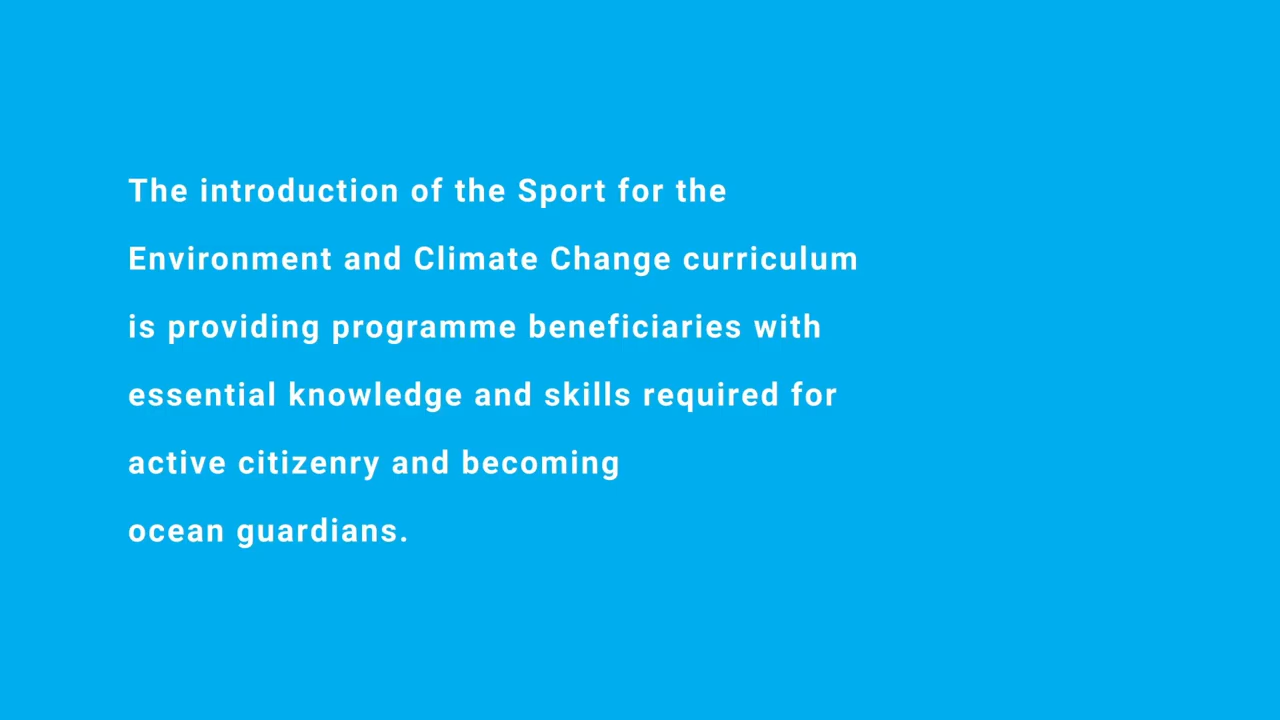 The introduction of the Sport for the
Environment and Climate Change curriculum
is providing programme beneficiaries with
essential knowledge and skills required for
active citizenry and becoming
ocean guardians.